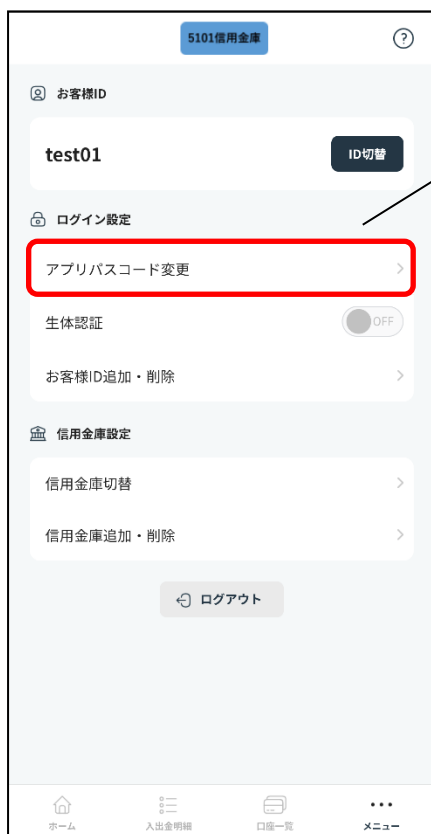 5101信用金庫
?
お客様ID
test01
ID切替
ログイン設定
アプリパスコード変更
生体認証
OFF
お客様ID追加・削除
信用金庫設定
信用金庫切替
信用金庫追加・削除
ログアウト
ホーム
入出金明細
口座一覧
メニュー